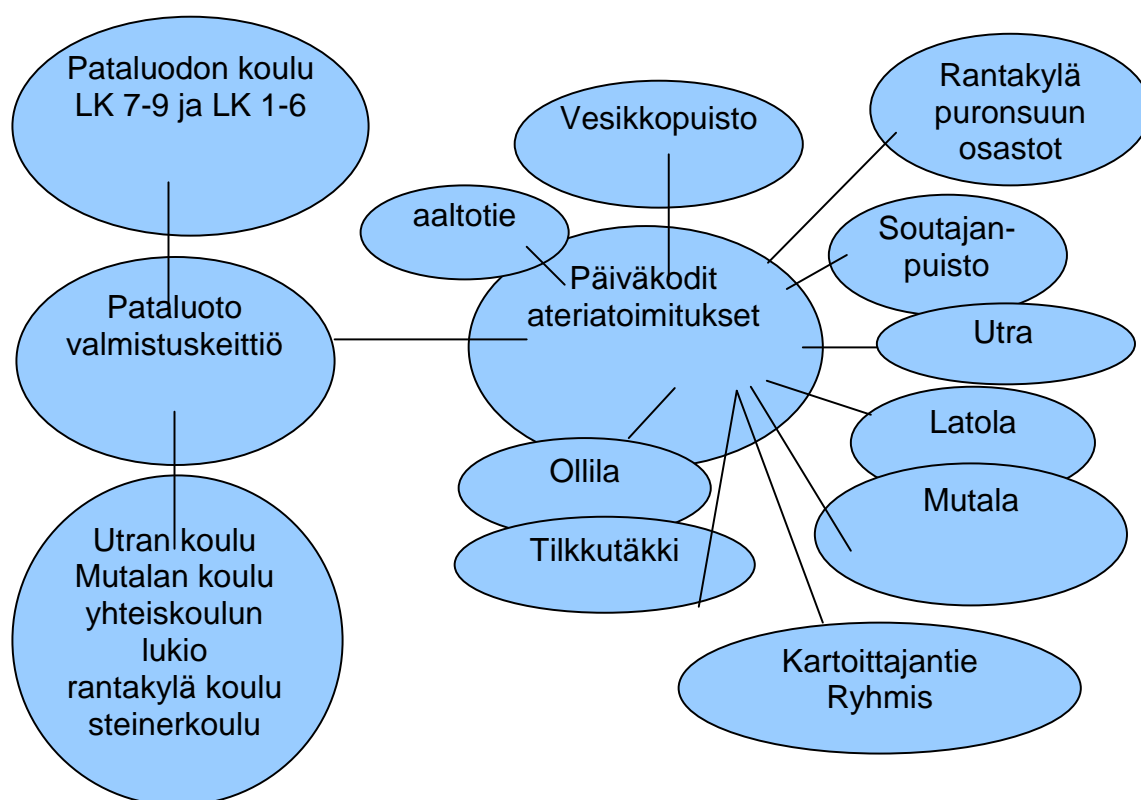 Pataluodon koulu
LK 7-9 ja LK 1-6
Vesikkopuisto
Rantakylä
puronsuun
osastot
aaltotie
Soutajan-
puisto
Päiväkodit
ateriatoimitukset
Pataluoto
valmistuskeittiö
Utra
Latola
Ollila
Mutala
Tilkkutäkki
Utran koulu
Mutalan koulu
yhteiskoulun
lukio
rantakylä koulu
steinerkoulu
Kartoittajantie
Ryhmis